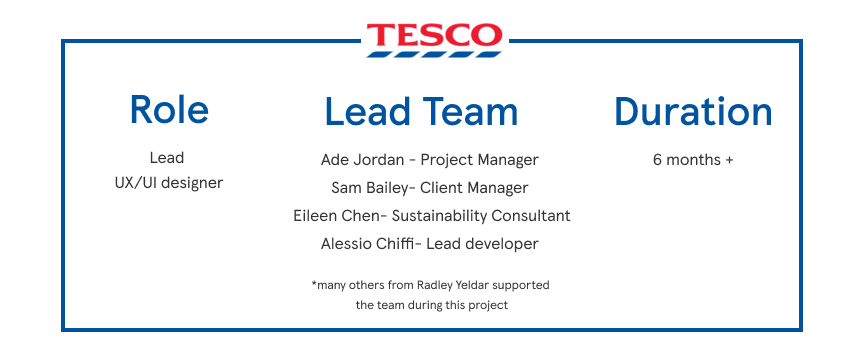 TESCO
Role
Lead
UX/UI designer
Lead Team
Ade Jordan - Project Manager
Sam Bailey- Client Manager
Eileen Chen- Sustainability Consultant
Alessio Chiffi- Lead developer
*many others from Radley Yeldar supported
the team during this project
Duration
6 months +